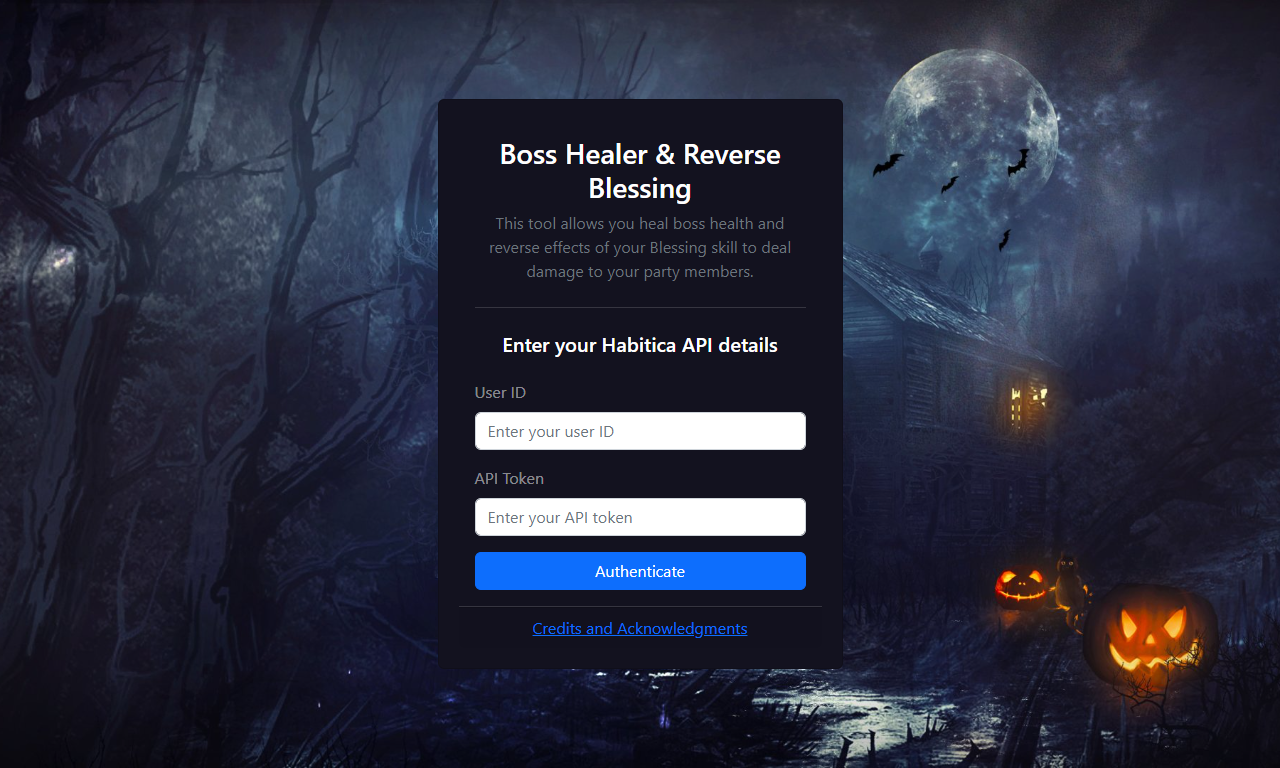 Boss Healer & Reverse
Blessing
This tool allows you heal boss health and
reverse effects of your Blessing skill to deal
damage to your party members.
Enter your Habitica API details
User ID
Enter your user ID
API Token
Enter your API token
Authenticate
Credits and Acknowledgments